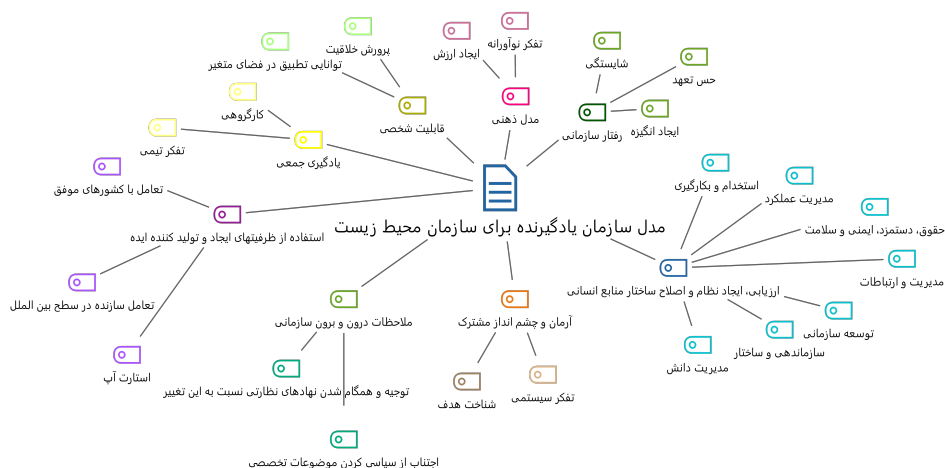 مدل سازمان یادگیرنده برای سازمان محیط زیست
مدل ذهنی
تفکر نوآورانه
ایجاد ارزش
رفتار سازمانی
شایستگی
حس تعهد
ایجاد انگیزه
قابلیت شخصی
پرورش خلاقیت
توانایی تطبیق در فضای متغیر
یادگیری جمعی
کارگروهی
تفکر تیمی
استفاده از ظرفیتهای ایجاد و تولید کننده ایده
تعامل با کشورهای موفق
تعامل سازنده در سطح بین الملل
استارت آپ
ملاحظات درون و برون سازمانی
توجیه و همگام شدن نهادهای نظارتی نسبت به این تغییر
اجتناب از سیاسی کردن موضوعات تخصصی
آرمان و چشم انداز مشترک
شناخت هدف
تفکر سیستمی
ارزیابی، ایجاد نظام و اصلاح ساختار منابع انسانی
استخدام و بکارگیری
مدیریت عملکرد
حقوق، دستمزد، ایمنی و سلامت
مدیریت و ارتباطات
توسعه سازمانی
سازماندهی و ساختار
مدیریت دانش